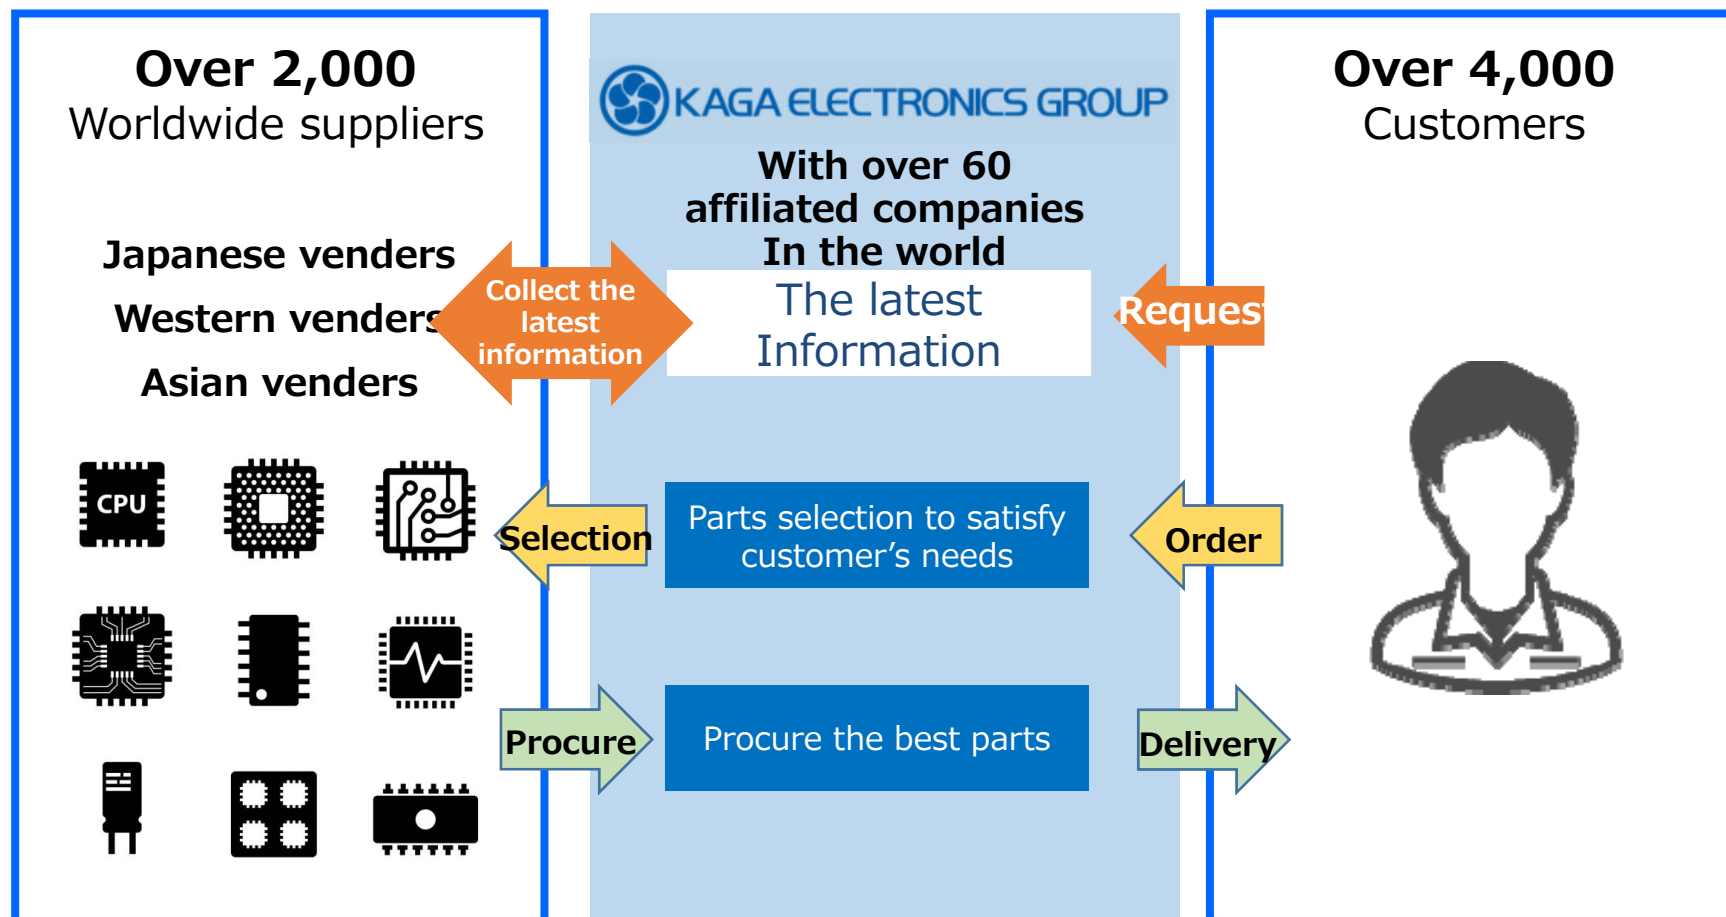 Over 2,000
Worldwide suppliers
Japanese venders
Western venders
Asian venders
CPU
KAGA ELECTRONICS GROUP
With over 60
affiliated companies
In the world
Collect the
latest
information
The latest
Information
Request
Selection
Parts selection to satisfy
customer’s needs
Order
Procure
Procure the best parts
Delivery
Over 4,000
Customers